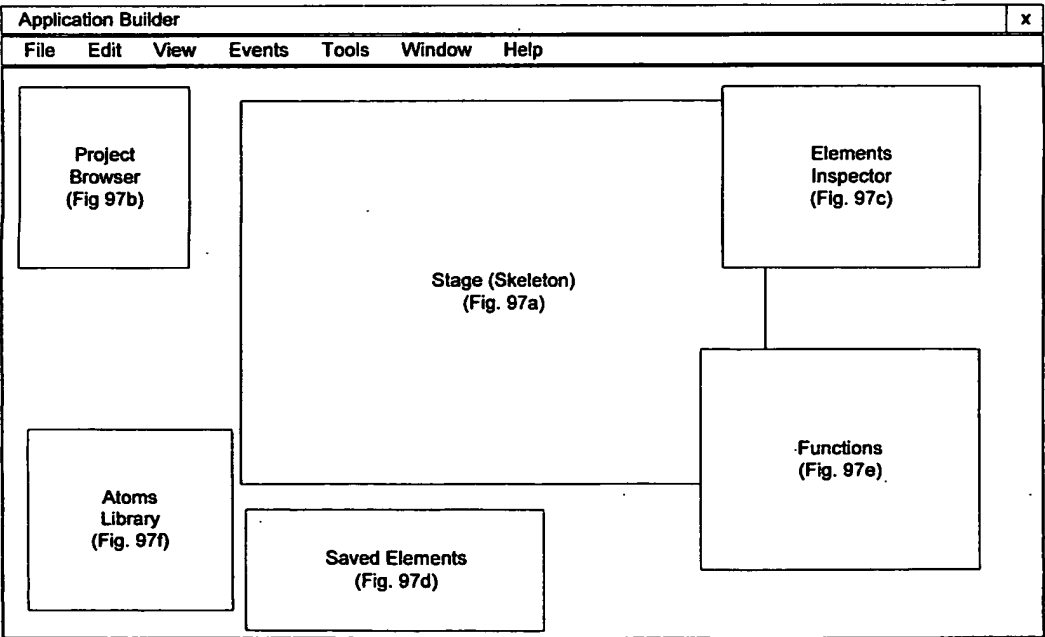 Application Builder x
File Edit View Events Tools Window Help
Project
Browser
(Fig 97b)
Elements
Inspector
(Fig. 97c)
Stage (Skeleton)
(Fig. 97a)
Functions
(Fig. 97e)
Atoms
Library
(Fig. 97f)
Saved Elements
(Fig. 97d)